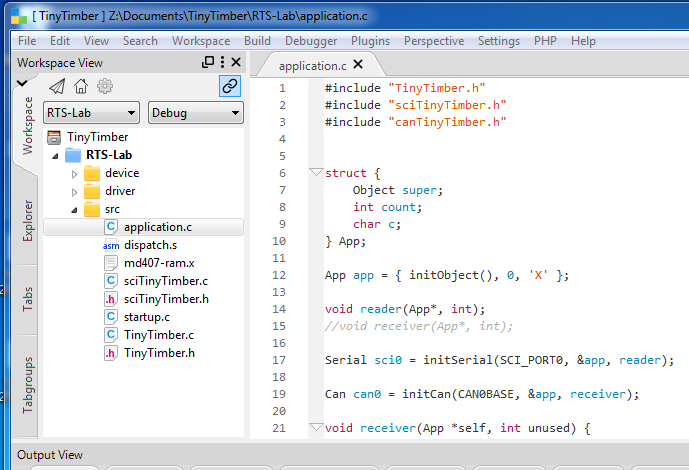 [ TinyTimber ] Z:\Documents\TinyTimber\RTS-Lab\application.c
File Edit View Search Workspace Build Debugger Plugins Perspective Settings PHP Help
Workspace View
application.c
RTS-Lab Debug
Workspace
Explorer
Tabs
Tabgroups
TinyTimber
RTS-Lab
device
driver
src
C application.c
asm dispatch.s
md407-ram.x
C sciTinyTimber.c
.h sciTinyTimber.h
C startup.c
C TinyTimber.c
.h TinyTimber.h
1 #include "TinyTimber.h"
2 #include "sciTinyTimber.h"
3 #include "canTinyTimber.h"
4
5
6 struct {
7 Object super;
8 int count;
9 char c;
10 } App;
11
12 App app = { initObject(), 0, 'X' };
13
14 void reader(App*, int);
15 //void receiver(App*, int);
16
17 Serial sci0 = initSerial(SCI_PORT0, &app, reader);
18
19 Can can0 = initCan(CAN0BASE, &app, receiver);
20
21 void receiver(App *self, int unused) {
Output View